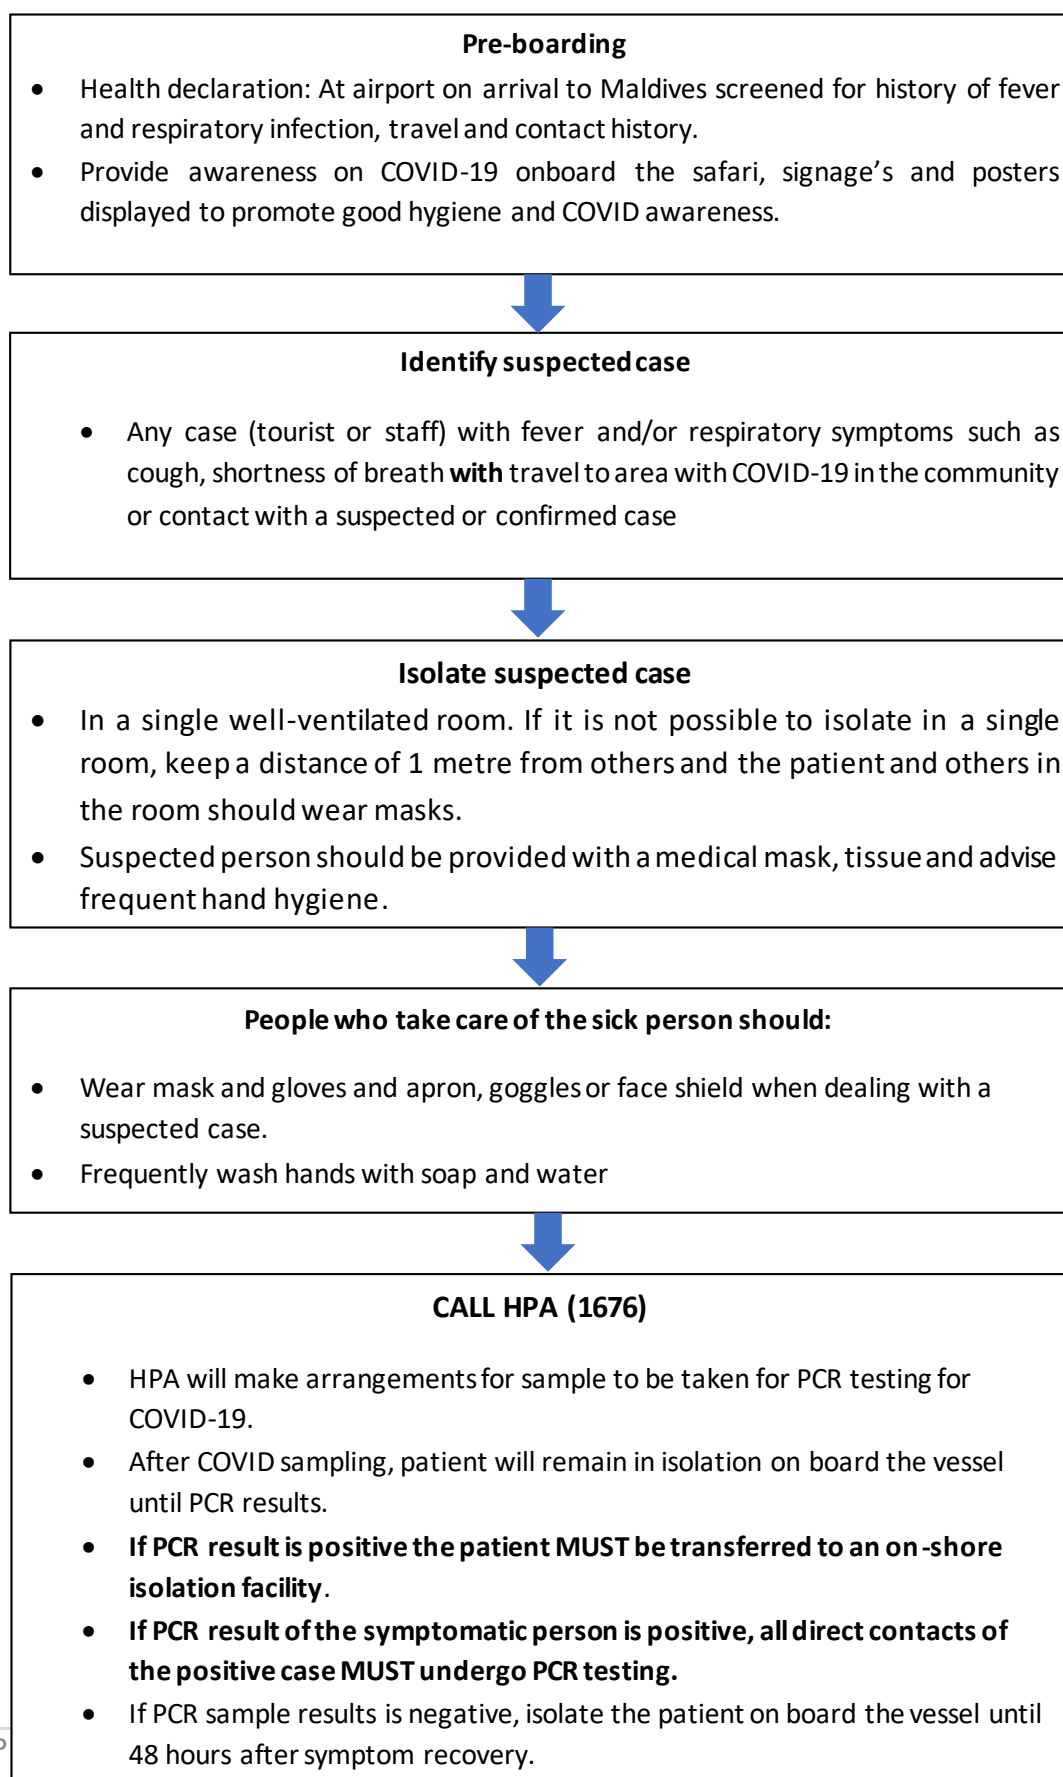 Pre-boarding
• Health declaration: At airport on arrival to Maldives screened for history of fever
and respiratory infection, travel and contact history.
• Provide awareness on COVID-19 onboard the safari, signage's and posters
displayed to promote good hygiene and COVID awareness.
Identify suspected case
• Any case (tourist or staff) with fever and/or respiratory symptoms such as
cough, shortness of breath with travel to area with COVID-19 in the community
or contact with a suspected or confirmed case
Isolate suspected case
• In a single well-ventilated room. If it is not possible to isolate in a single
room, keep a distance of 1 metre from others and the patient and others in
the room should wear masks.
• Suspected person should be provided with a medical mask, tissue and advise
frequent hand hygiene.
People who take care of the sick person should:
• Wear mask and gloves and apron, goggles or face shield when dealing with a
suspected case.
• Frequently wash hands with soap and water
CALL HPA (1676)
• HPA will make arrangements for sample to be taken for PCR testing for
COVID-19.
• After COVID sampling, patient will remain in isolation on board the vessel
until PCR results.
• If PCR result is positive the patient MUST be transferred to an on-shore
isolation facility.
• If PCR result of the symptomatic person is positive, all direct contacts of
the positive case MUST undergo PCR testing.
• If PCR sample results is negative, isolate the patient on board the vessel until
48 hours after symptom recovery.